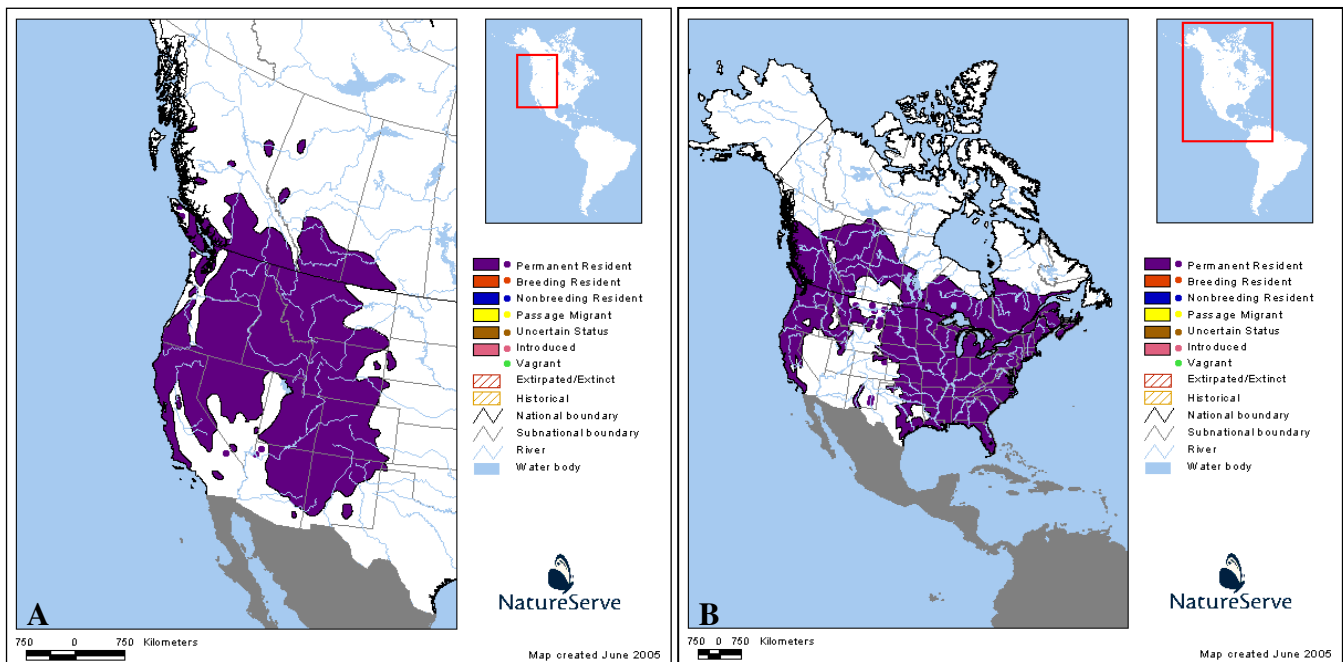 Permanent Resident
Breeding Resident
Nonbreeding Resident
Passage Migrant
Uncertain Status
Introduced
Vagrant
Extirpated/Extinct
Historical
National boundary
Subnational boundary
River
Water body
NatureServe
A
750 0 750 Kilometers
Map created June 2005
Permanent Resident
Breeding Resident
Nonbreeding Resident
Passage Migrant
Uncertain Status
Introduced
Vagrant
Extirpated/Extinct
Historical
National boundary
Subnational boundary
River
Water body
NatureServe
B
750 0 750 Kilometers
Map created June 2005